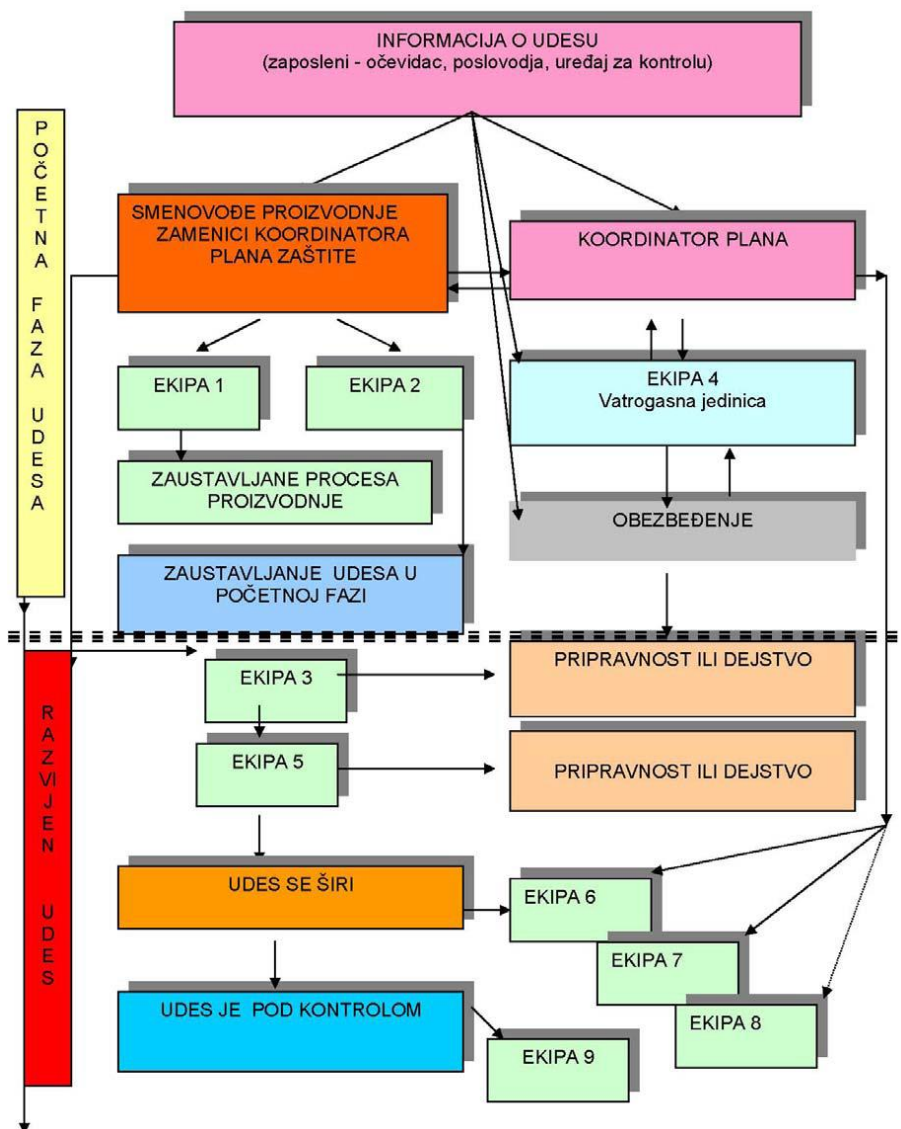 INFORMACIJA O UDESU
(zaposleni - očevidac, poslovodja, uređaj za kontrolu)
POČETNA FAZA UDESA
SMENOVOĐE PROIZVODNJE
ZAMENICI KOORDINATORA
PLANA ZAŠTITE
KOORDINATOR PLANA
EKIPA 1
EKIPA 2
EKIPA 4
Vatrogasna jedinica
ZAUSTAVLJANE PROCESA
PROIZVODNJE
OBEZBEĐENJE
ZAUSTAVLJANJE UDESA U
POČETNOJ FAZI
RAZVIJEN UDES
EKIPA 3
PRIPRAVNOST ILI DEJSTVO
EKIPA 5
PRIPRAVNOST ILI DEJSTVO
UDES SE ŠIRI
EKIPA 6
EKIPA 7
UDES JE POD KONTROLOM
EKIPA 8
EKIPA 9